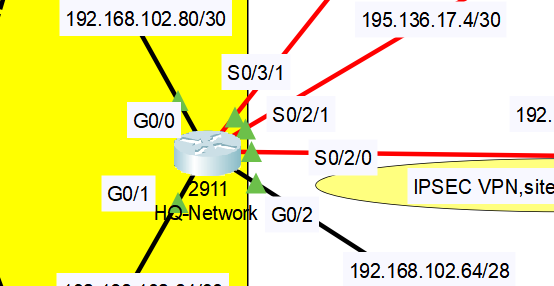 192.168.102.80/30
195.136.17.4/30
S0/3/1
G0/0
S0/2/1
192.
S0/2/0
2911
G0/1
IPSEC VPN,site
HQ-Network
G0/2
192.168.102.64/28